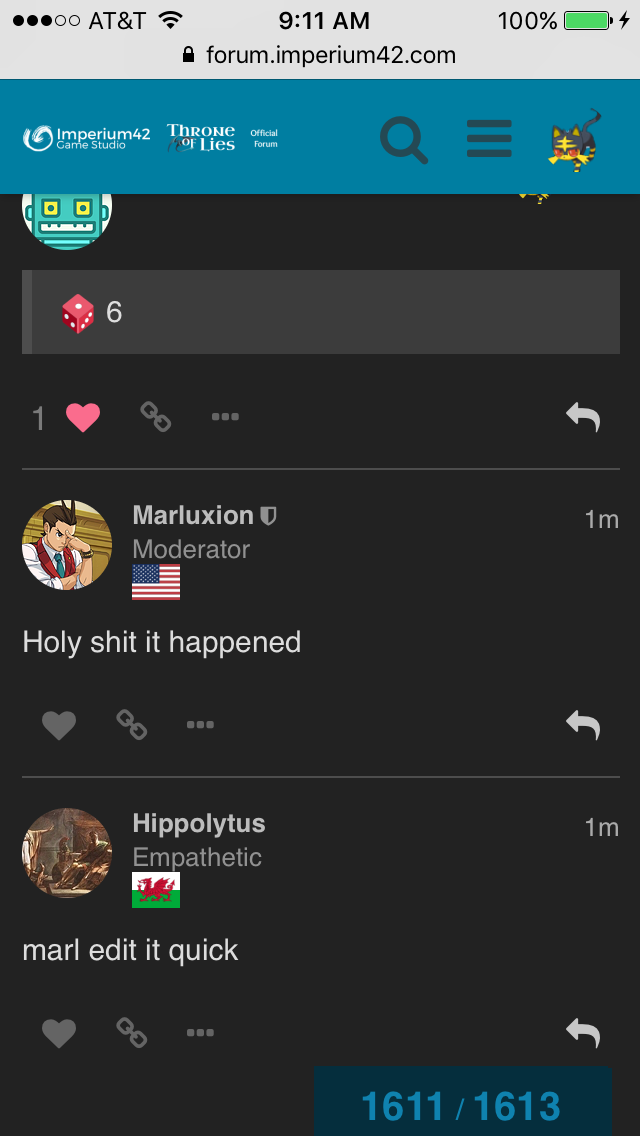 AT&T 9:11 AM 100%
forum.imperium42.com
Imperium42
Game Studio
THRONE
OF LIES
Official
Forum
6
1
Marluxion 1m
Moderator
Holy shit it happened
Hippolytus 1m
Empathetic
marl edit it quick
1611 / 1613